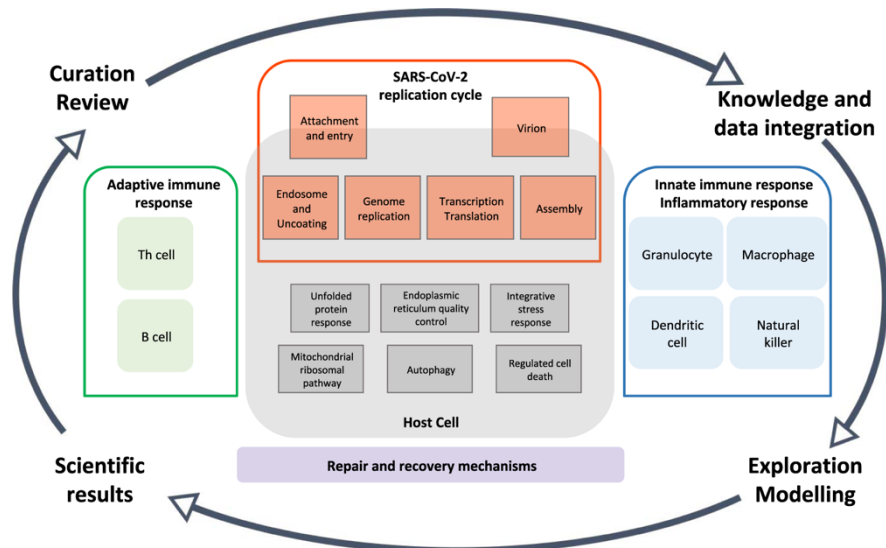 Curation
Review
SARS-CoV-2
replication cycle
Attachment
and entry
Virion
Knowledge and
data integration
Adaptive immune
response
Th cell
B cell
Endosome
and
Uncoating
Genome
replication
Transcription
Translation
Assembly
Innate immune response
Inflammatory response
Granulocyte
Macrophage
Dendritic
cell
Natural
killer
Unfolded
protein
response
Endoplasmic
reticulum quality
control
Integrative
stress
response
Mitochondrial
ribosomal
pathway
Autophagy
Regulated cell
death
Host Cell
Repair and recovery mechanisms
Scientific
results
Exploration
Modelling